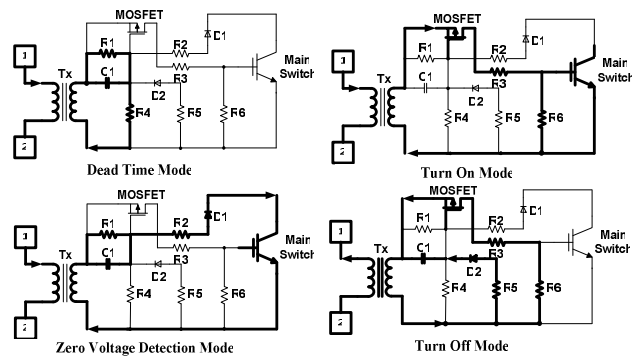 MOSFET
D1
R1
R2
Main
Switch
1
Tx
C1
R3
D2
R4
R5
R6
2
Dead Time Mode
MOSFET
D1
R1
R2
Main
Switch
1
Tx
C1
R3
D2
R4
R5
R6
2
Turn On Mode
MOSFET
D1
R1
R2
Main
Switch
1
Tx
C1
R3
D2
R4
R5
R6
2
Zero Voltage Detection Mode
MOSFET
D1
R1
R2
Main
Switch
1
Tx
C1
R3
D2
R4
R5
R6
2
Turn Off Mode